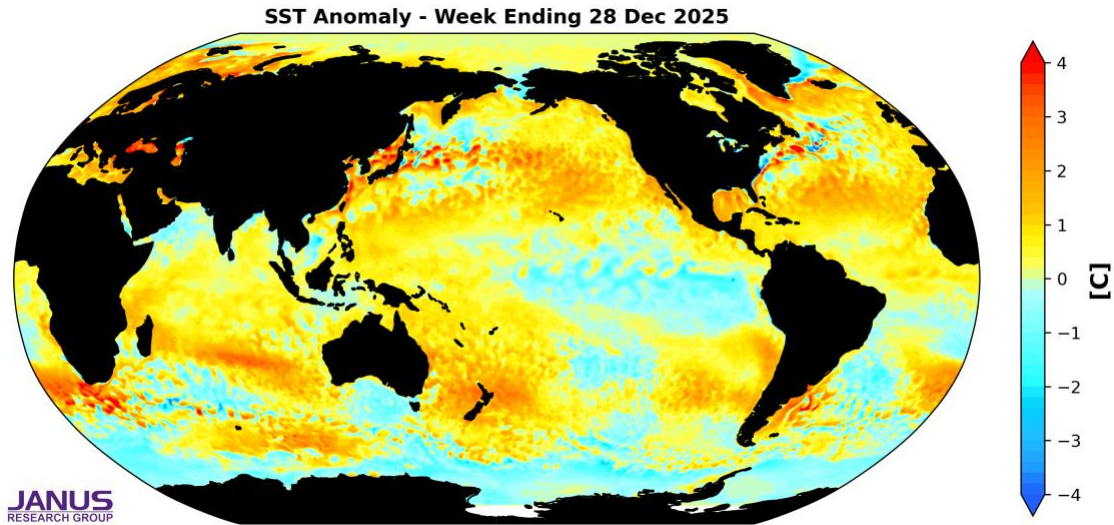 SST Anomaly - Week Ending 28 Dec 2025
4
3
2
1
0
−1
−2
−3
−4
[C]
JANUS
RESEARCH GROUP